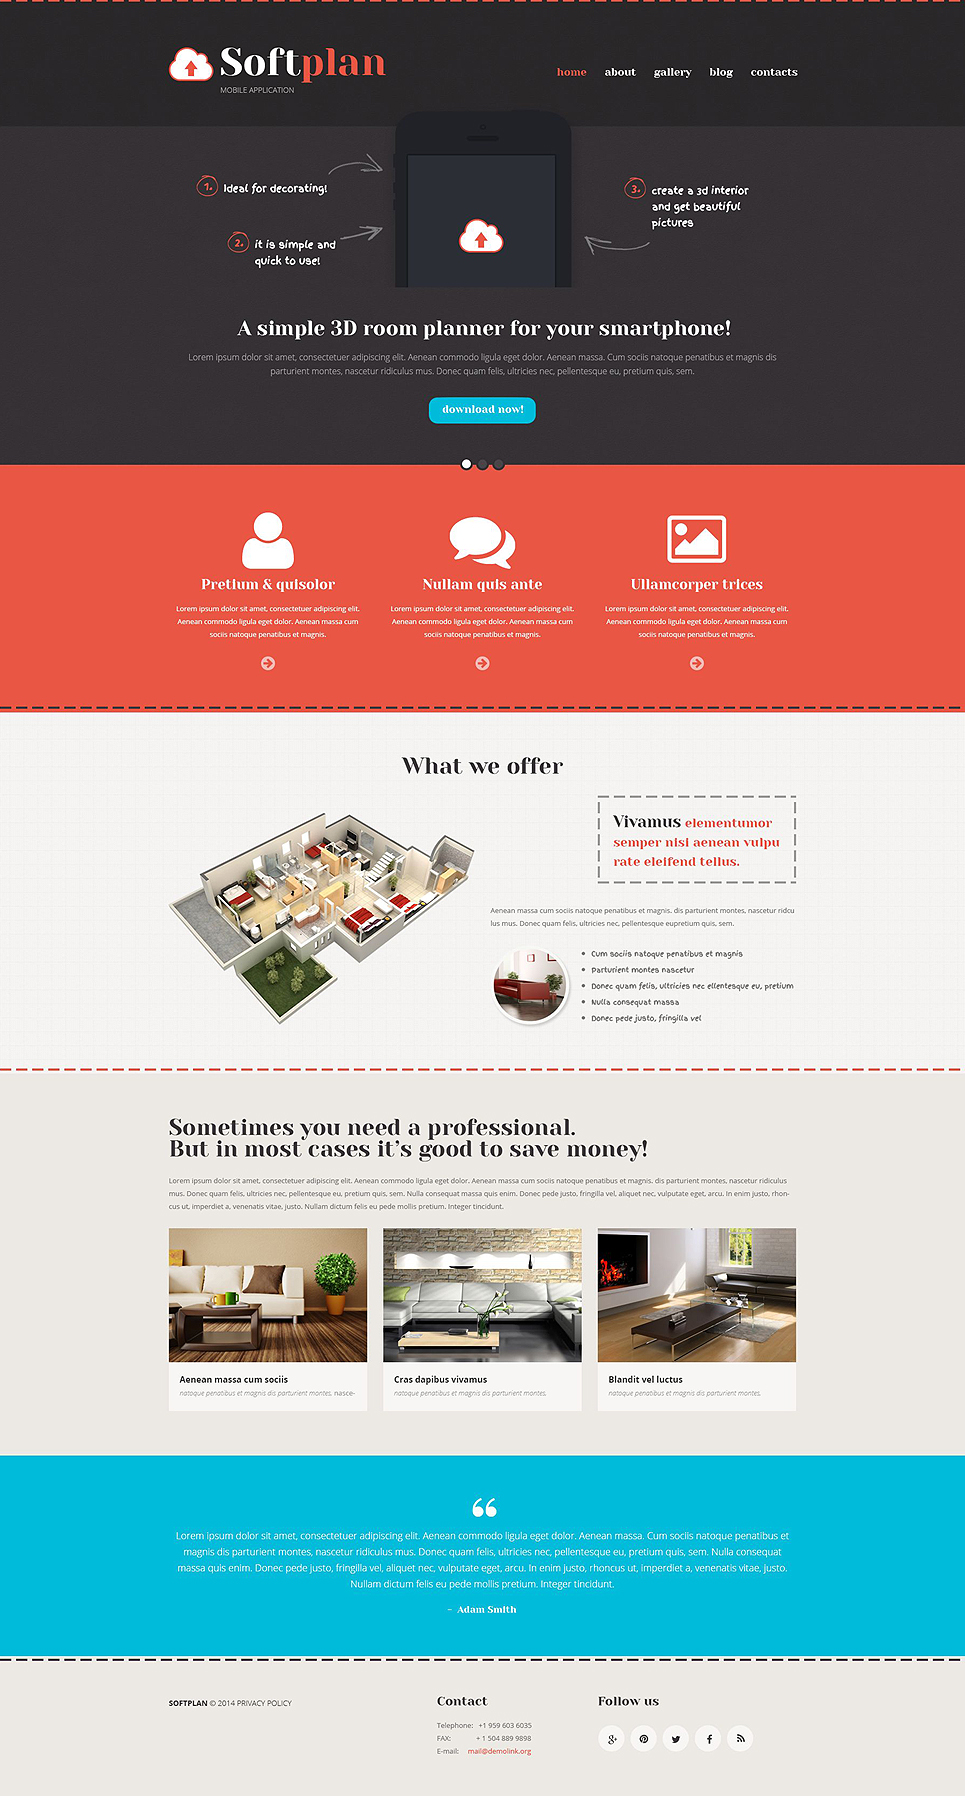 Softplan
MOBILE APPLICATION
home about gallery blog contacts
1. Ideal for decorating!
2. it is simple and
quick to use!
3. create a 3d interior
and get beautiful
pictures
A simple 3D room planner for your smartphone!
Lorem ipsum dolor sit amet, consectetuer adipiscing elit. Aenean commodo ligula eget dolor. Aenean massa. Cum sociis natoque penatibus et magnis dis
parturient montes, nascetur ridiculus mus. Donec quam felis, ultricies nec, pellentesque eu, pretium quis, sem.
download now!
Pretium & quisolor
Lorem ipsum dolor sit amet, consectetuer adipiscing elit.
Aenean commodo ligula eget dolor. Aenean massa cum
sociis natoque penatibus et magnis.
Nullam quis ante
Lorem ipsum dolor sit amet, consectetuer adipiscing elit.
Aenean commodo ligula eget dolor. Aenean massa cum
sociis natoque penatibus et magnis.
Ullamcorper trices
Lorem ipsum dolor sit amet, consectetuer adipiscing elit.
Aenean commodo ligula eget dolor. Aenean massa cum
sociis natoque penatibus et magnis.
What we offer
Vivamus elementumor
semper nisi aenean vulpu
rate eleifend tellus.
Aenean massa cum sociis natoque penatibus et magnis. dis parturient montes, nascetur ridcu
lus mus. Donec quam felis, ultricies nec, pellentesque eupretium quis, sem.
• Cum sociis natoque penatibus et magnis
• Parturient montes nascetur
• Donec quam felis, ultricies nec ellentesque eu, pretium
• Nulla consequat massa
• Donec pede justo, fringilla vel
Sometimes you need a professional.
But in most cases it's good to save money!
Lorem ipsum dolor sit amet, consectetuer adipiscing elit. Aenean commodo ligula eget dolor. Aenean massa cum sociis natoque penatibus et magnis. dis parturient montes, nascetur ridiculus
mus. Donec quam felis, ultricies nec, pellentesque eu, pretium quis, sem. Nulla consequat massa quis enim. Donec pede justo, fringilla vel, aliquet nec, vulputate eget, arcu. In enim justo, rhon-
cus ut, imperdiet a, venenatis vitae, justo. Nullam dictum felis eu pede mollis pretium. Integer tincidunt.
Aenean massa cum sociis
natoque penatibus et magnis dis parturient montes, nasce-
Cras dapibus vivamus
natoque penatibus et magnis dis parturient montes.
Blandit vel luctus
natoque penatibus et magnis dis parturient montes.
“
Lorem ipsum dolor sit amet, consectetuer adipiscing elit. Aenean commodo ligula eget dolor. Aenean massa. Cum sociis natoque penatibus et
magnis dis parturient montes, nascetur ridiculus mus. Donec quam felis, ultricies nec, pellentesque eu, pretium quis, sem. Nulla consequat
massa quis enim. Donec pede justo, fringilla vel, aliquet nec, vulputate eget, arcu. In enim justo, rhoncus ut, imperdiet a, venenatis vitae, justo.
Nullam dictum felis eu pede mollis pretium. Integer tincidunt.
- Adam Smith
SOFTPLAN © 2014 PRIVACY POLICY
Contact
Telephone: +1 959 603 6035
FAX: + 1 504 889 9898
E-mail: mail@demolink.org
Follow us